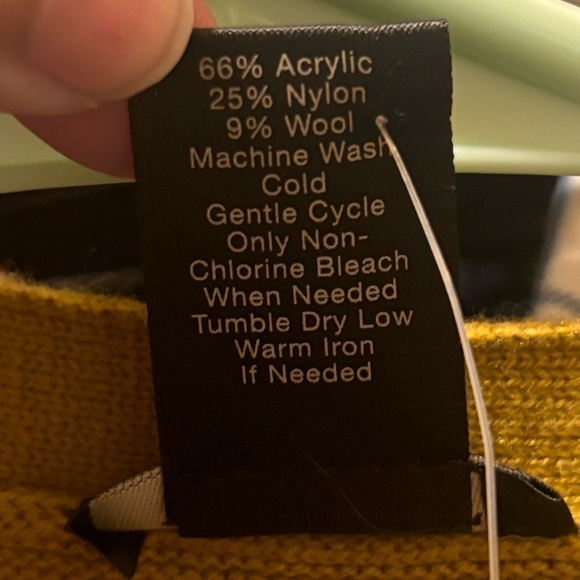 66% Acrylic
25% Nylon
9% Wool
Machine Wash
Cold
Gentle Cycle
Only Non-
Chlorine Bleach
When Needed
Tumble Dry Low
Warm Iron
If Needed